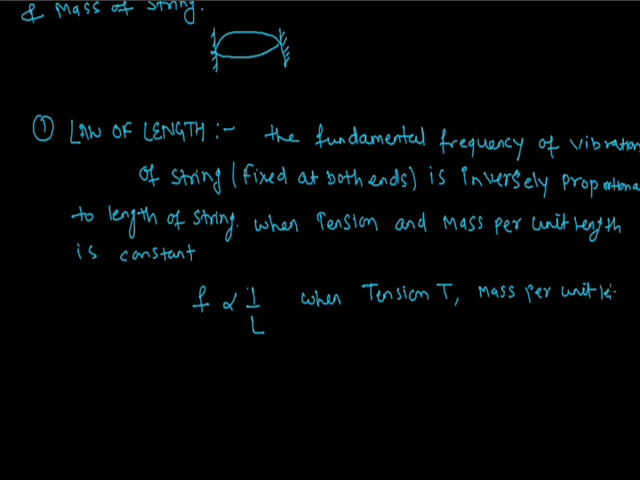 & Mass of String.
① LAW OF LENGTH :- the fundamental frequency of vibration
of string (fixed at both ends) is inversely proportiona
to length of string. when Tension and Mass per unit length
is constant
f ∝ 1/L when Tension T, Mass per unit le